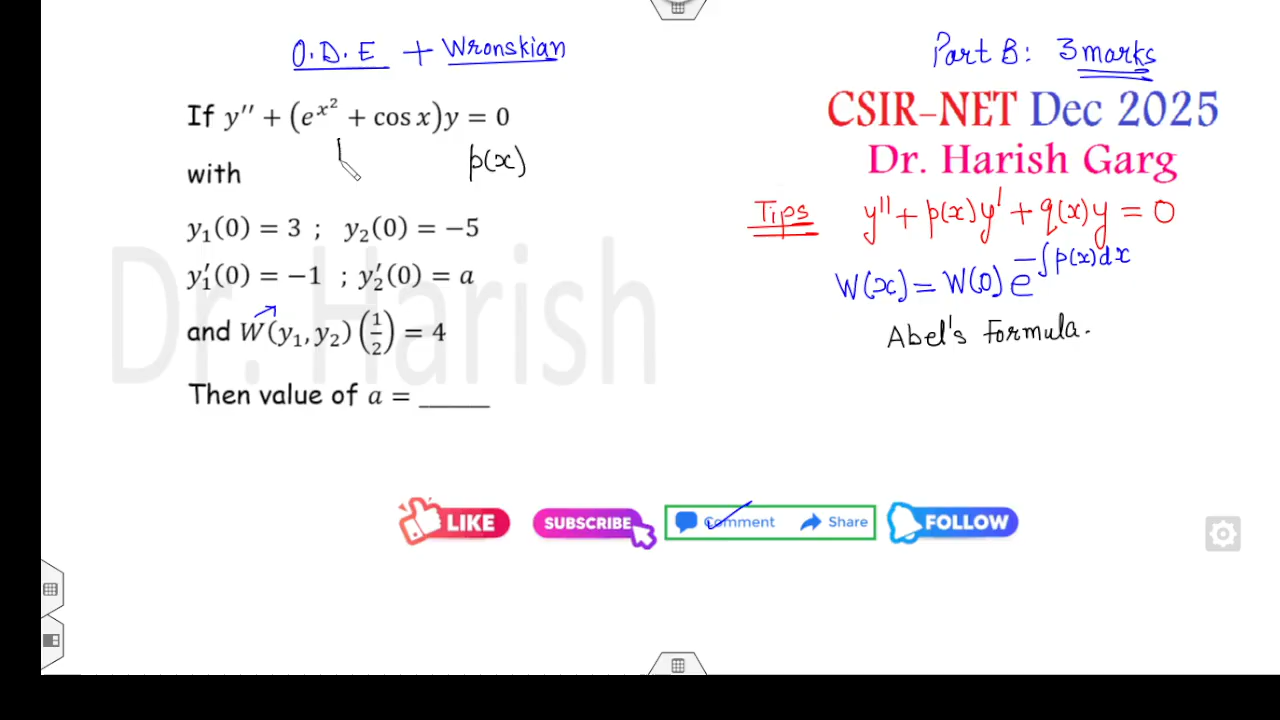 O.D.E + Wronskian
Part B: 3 marks
If y′′ + (eˣ² + cos x)y = 0
CSIR-NET Dec 2025
Dr. Harish Garg
with
p(x)
Tips y'' + p(x)y' + q(x)y = 0
y₁(0) = 3 ; y₂(0) = −5
y₁′(0) = −1 ; y₂′(0) = a
W(x) = W(0) e^(−∫p(x)dx)
and W(y₁, y₂)(1/2) = 4
Abel's Formula.
Then value of a = _____
Dr. Harish
LIKE
SUBSCRIBE
Comment
Share
FOLLOW